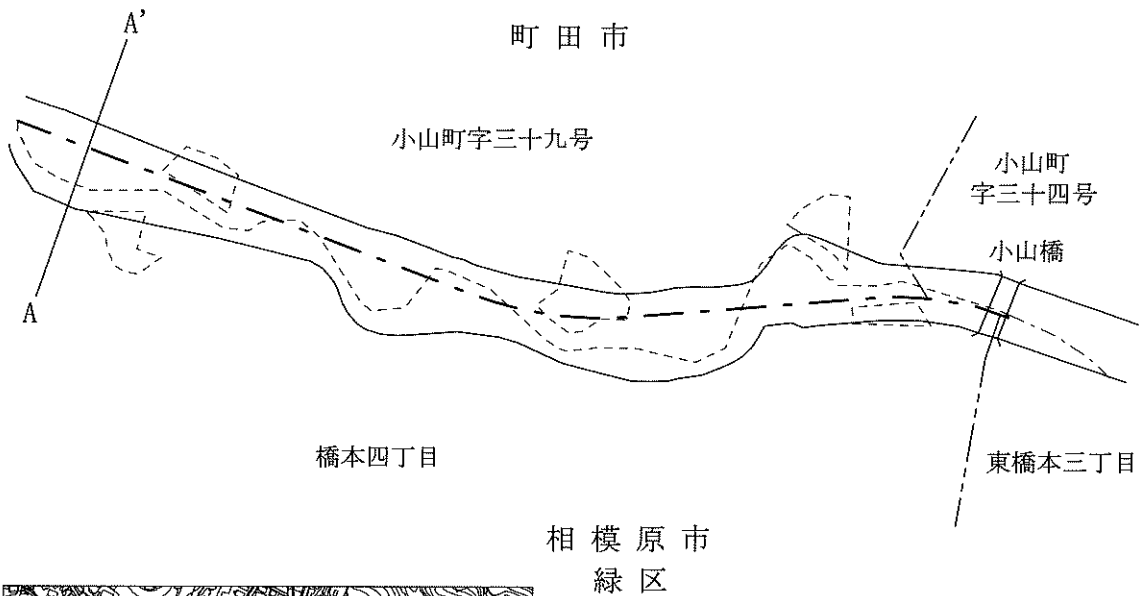 A'
町田市
小山町字三十九号
小山町
字三十四号
小山橋
A
橋本四丁目
東橋本三丁目
相模原市
緑区